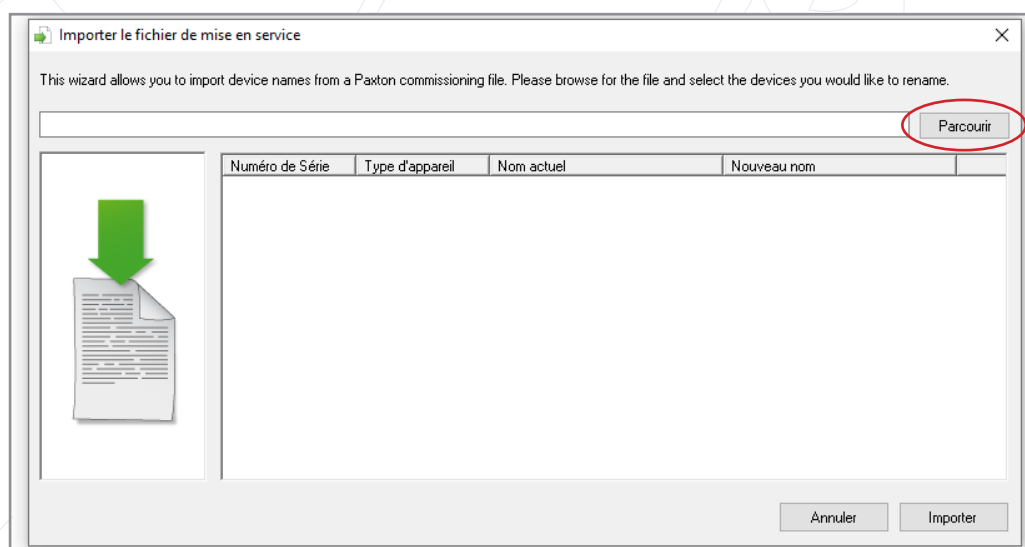 Importer le fichier de mise en service
This wizard allows you to import device names from a Paxton commissioning file. Please browse for the file and select the devices you would like to rename.
Parcourir
Numéro de Série Type d'appareil Nom actuel Nouveau nom
Annuler Importer